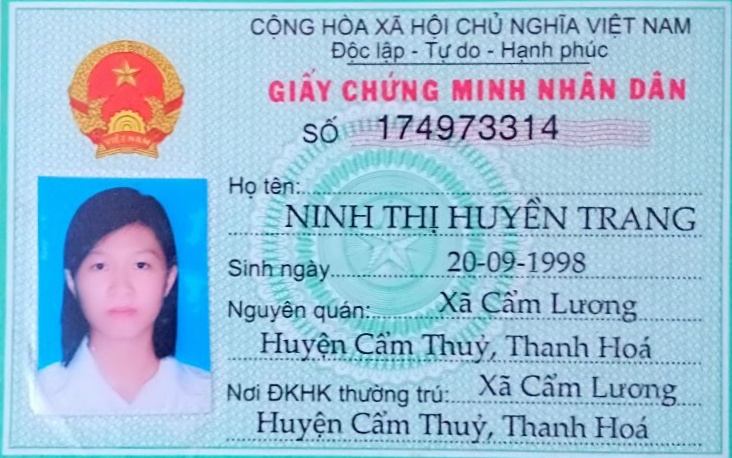 CỘNG HÒA XÃ HỘI CHỦ NGHĨA VIỆT NAM
Độc lập - Tự do - Hạnh phúc
GIẤY CHỨNG MINH NHÂN DÂN
SỐ 174973314
VIỆT NAM
Họ tên:
NINH THỊ HUYỀN TRANG
Sinh ngày 20-09-1998
Nguyên quán: Xã Cẩm Lương
Huyện Cẩm Thuỷ, Thanh Hoá
Nơi ĐKHK thường trú: Xã Cẩm Lương
Huyện Cẩm Thuỷ, Thanh Hoá